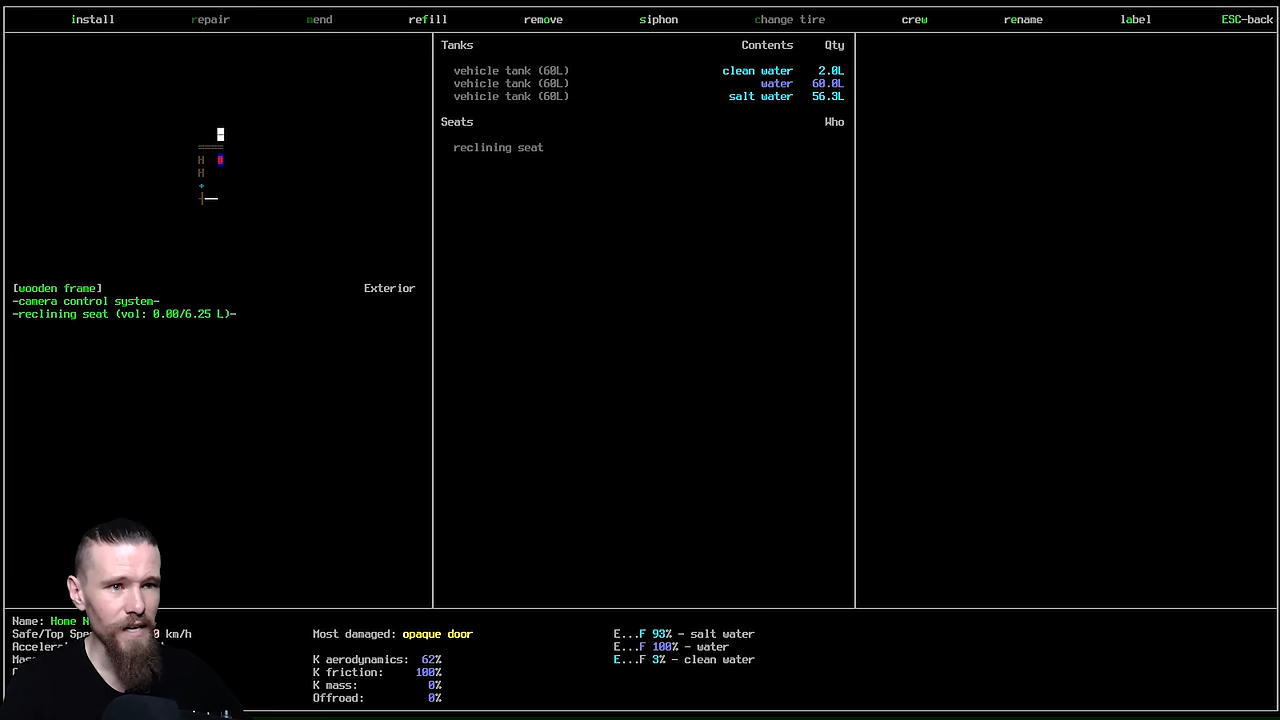 install repair mend refill remove siphon change tire crew rename label ESC-back
Tanks Contents Qty
vehicle tank (60L) clean water 2.0L
vehicle tank (60L) water 60.0L
vehicle tank (60L) salt water 56.3L
Seats Who
reclining seat
[wooden frame] Exterior
-camera control system-
-reclining seat (vol: 0.00/6.25 L)-
Name: Home
Safe/Top km/h
Most damaged: opaque door
K aerodynamics: 62%
K friction: 100%
K mass: 0%
Offroad: 0%
E...F 93% - salt water
E...F 100% - water
E...F 3% - clean water